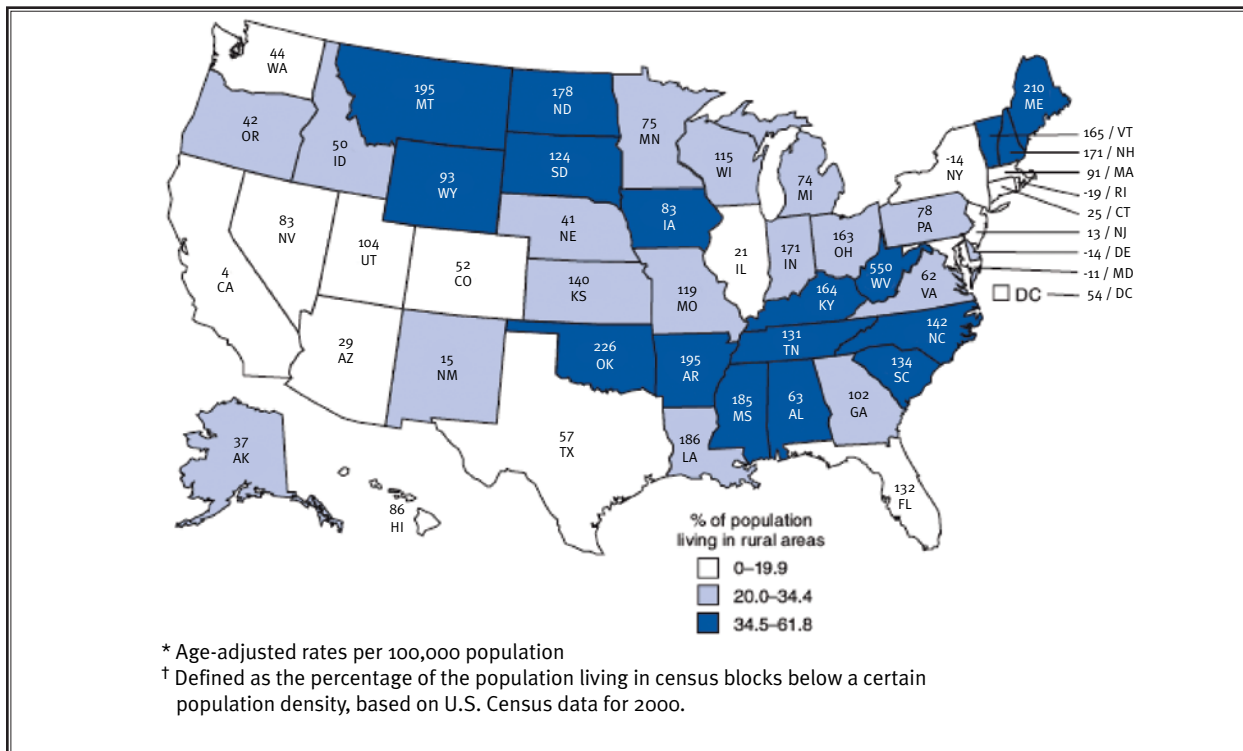 44
WA
195
MT
178
ND
75
MN
210
ME
42
OR
50
ID
93
WY
124
SD
115
WI
74
MI
-14
NY
165 / VT
171 / NH
91 / MA
-19 / RI
25 / CT
13 / NJ
-14 / DE
-11 / MD
DC
54 / DC
83
NV
104
UT
52
CO
41
NE
83
IA
21
IL
171
IN
163
OH
78
PA
550
WV
62
VA
4
CA
140
KS
119
MO
164
KY
29
AZ
15
NM
226
OK
195
AR
131
TN
142
NC
134
SC
185
MS
63
AL
102
GA
57
TX
186
LA
132
FL
37
AK
86
HI
% of population
living in rural areas
0–19.9
20.0–34.4
34.5–61.8
* Age-adjusted rates per 100,000 population
† Defined as the percentage of the population living in census blocks below a certain
population density, based on U.S. Census data for 2000.